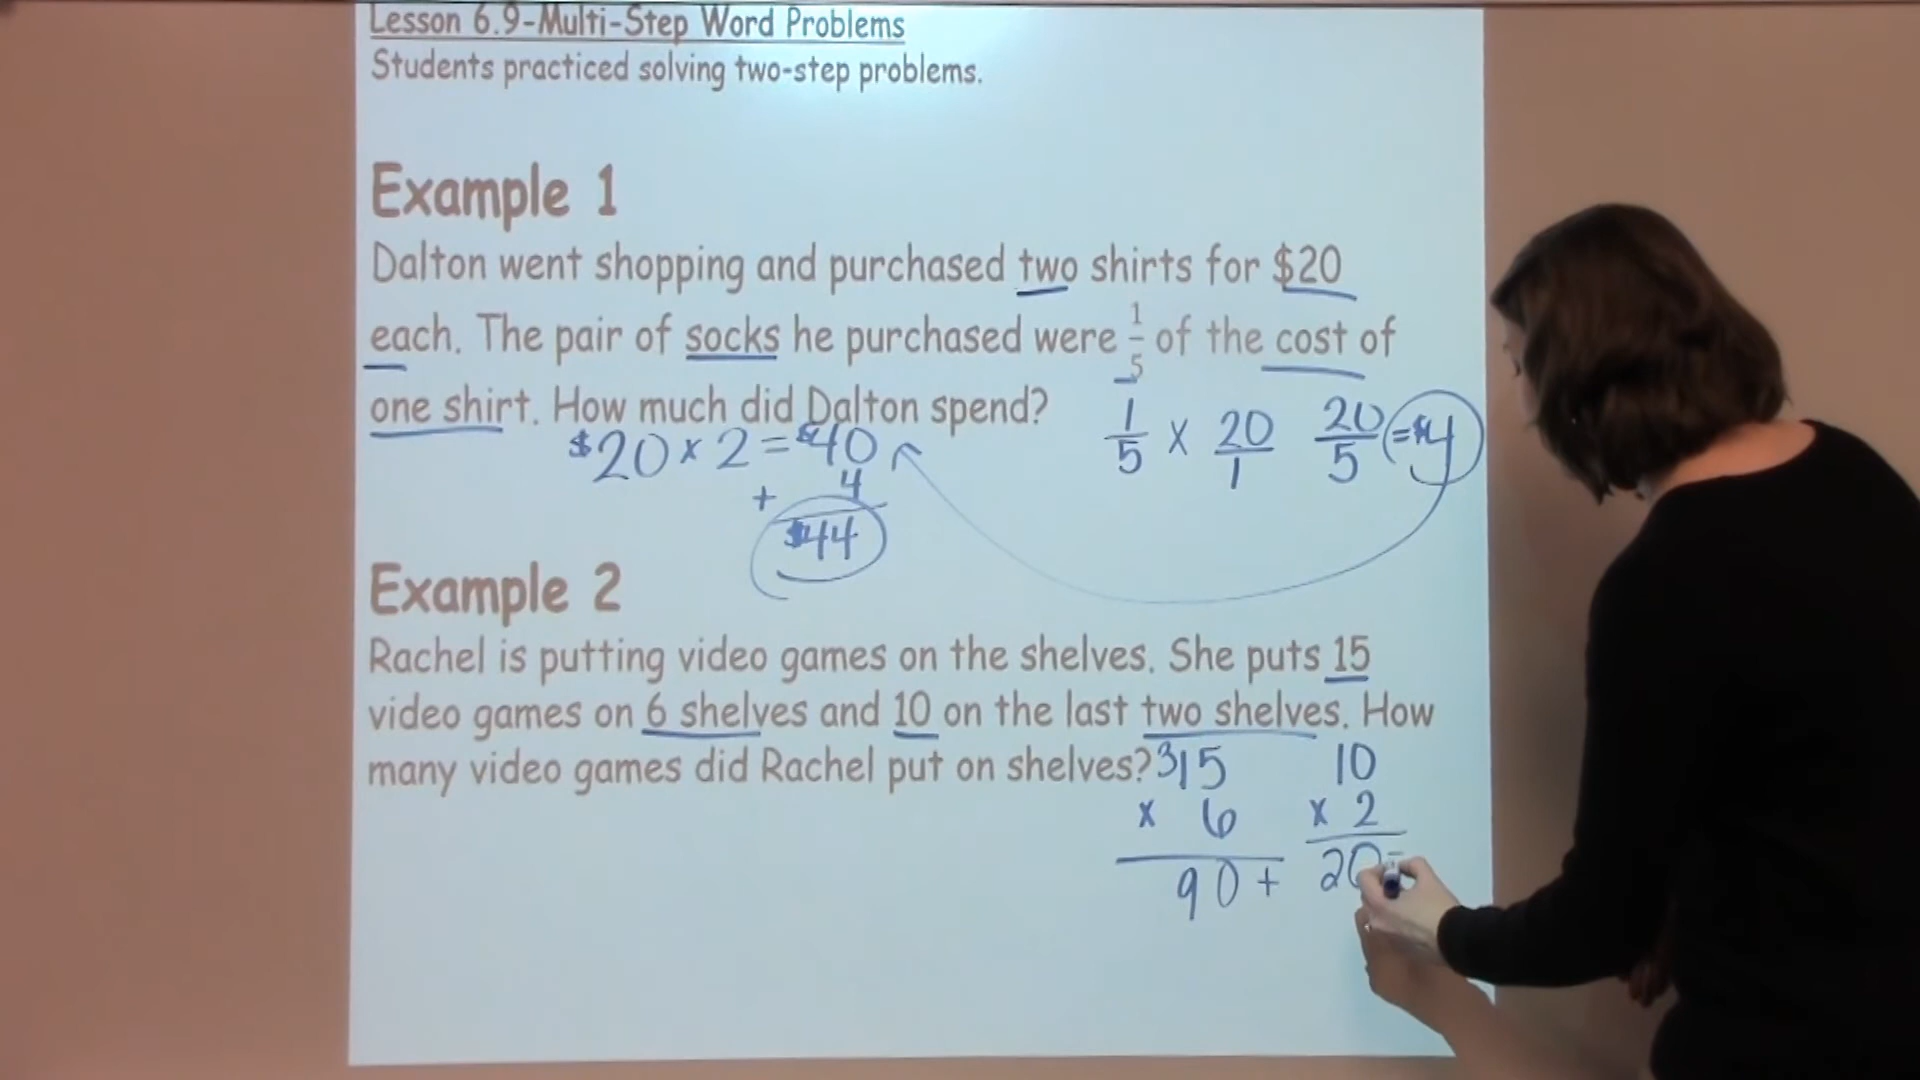 Lesson 6.9-Multi-Step Word Problems
Students practiced solving two-step problems.
Example 1
Dalton went shopping and purchased two shirts for $20
each. The pair of socks he purchased were 1/5 of the cost of
one shirt. How much did Dalton spend?
1/5 x 20/1 20/5 = $4
$20 x 2 = $40
+ 4
$44
Example 2
Rachel is putting video games on the shelves. She puts 15
video games on 6 shelves and 10 on the last two shelves. How
many video games did Rachel put on shelves?
3 15 10
x 6 x 2
90 + 20 =